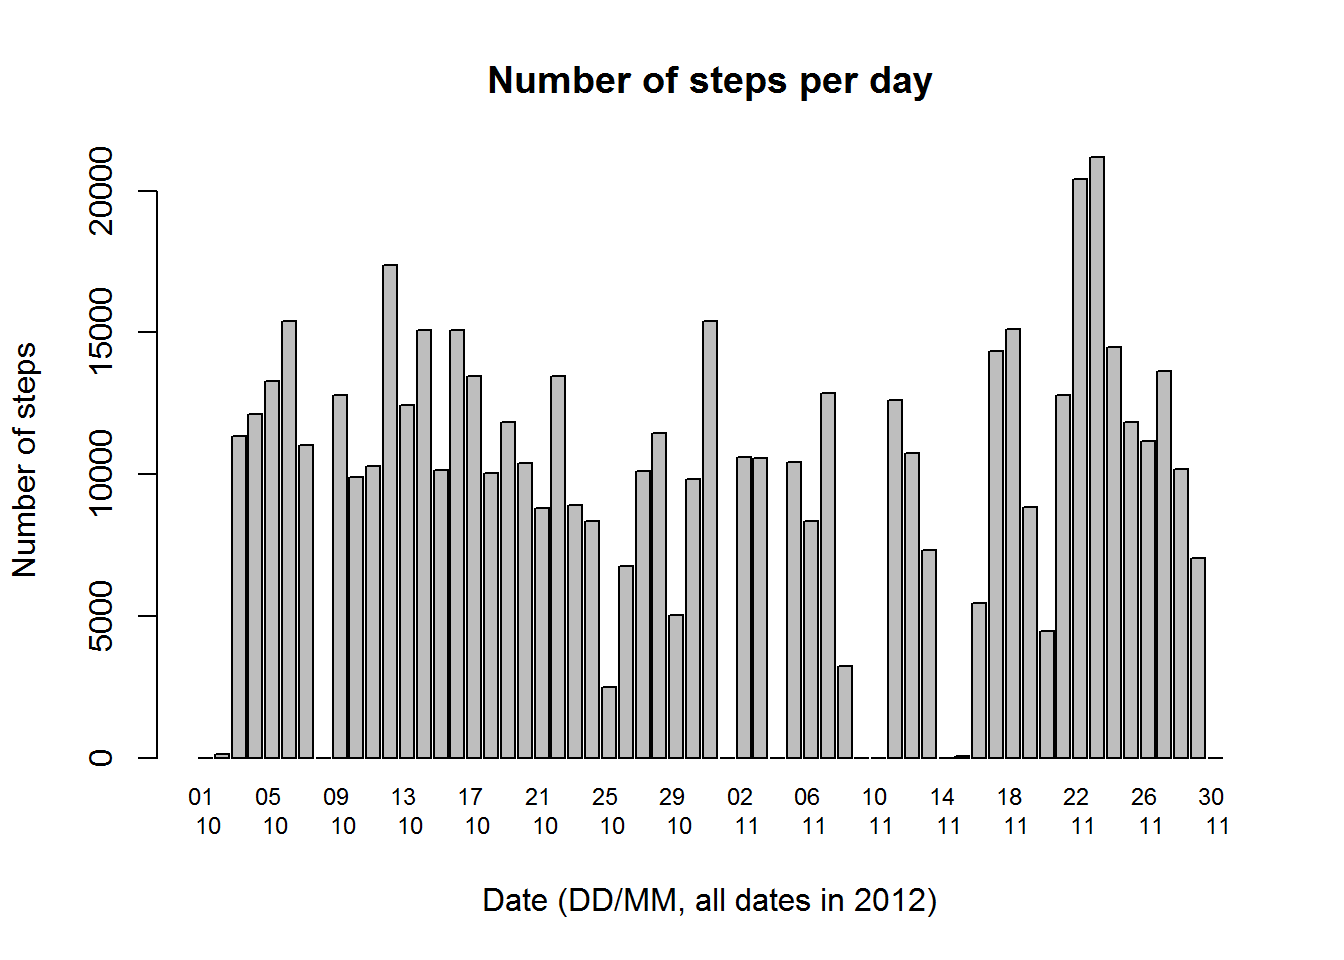 Number of steps per day
Number of steps
20000
15000
10000
5000
0
01 05 09 13 17 21 25 29 02 06 10 14 18 22 26 30
10 10 10 10 10 10 10 10 11 11 11 11 11 11 11 11
Date (DD/MM, all dates in 2012)